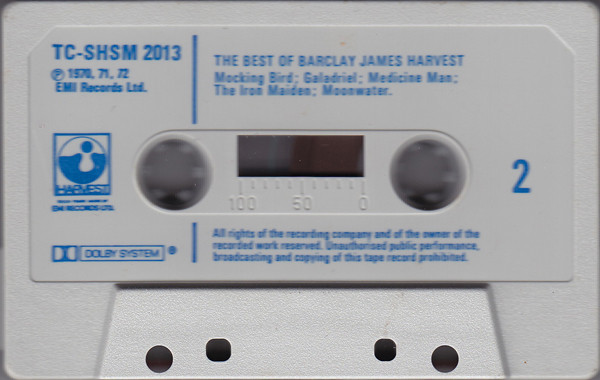 TC-SHSM 2013
℗ 1970, 71, 72
EMI Records Ltd.
THE BEST OF BARCLAY JAMES HARVEST
Mocking Bird; Galadriel; Medicine Man;
The Iron Maiden; Moonwater.
HARVEST
EMI RECORDS LTD.
100 50 0
2
DOLBY SYSTEM ®
All rights of the recording company and of the owner of the
recorded work reserved. Unauthorised public performance,
broadcasting and copying of this tape record prohibited.